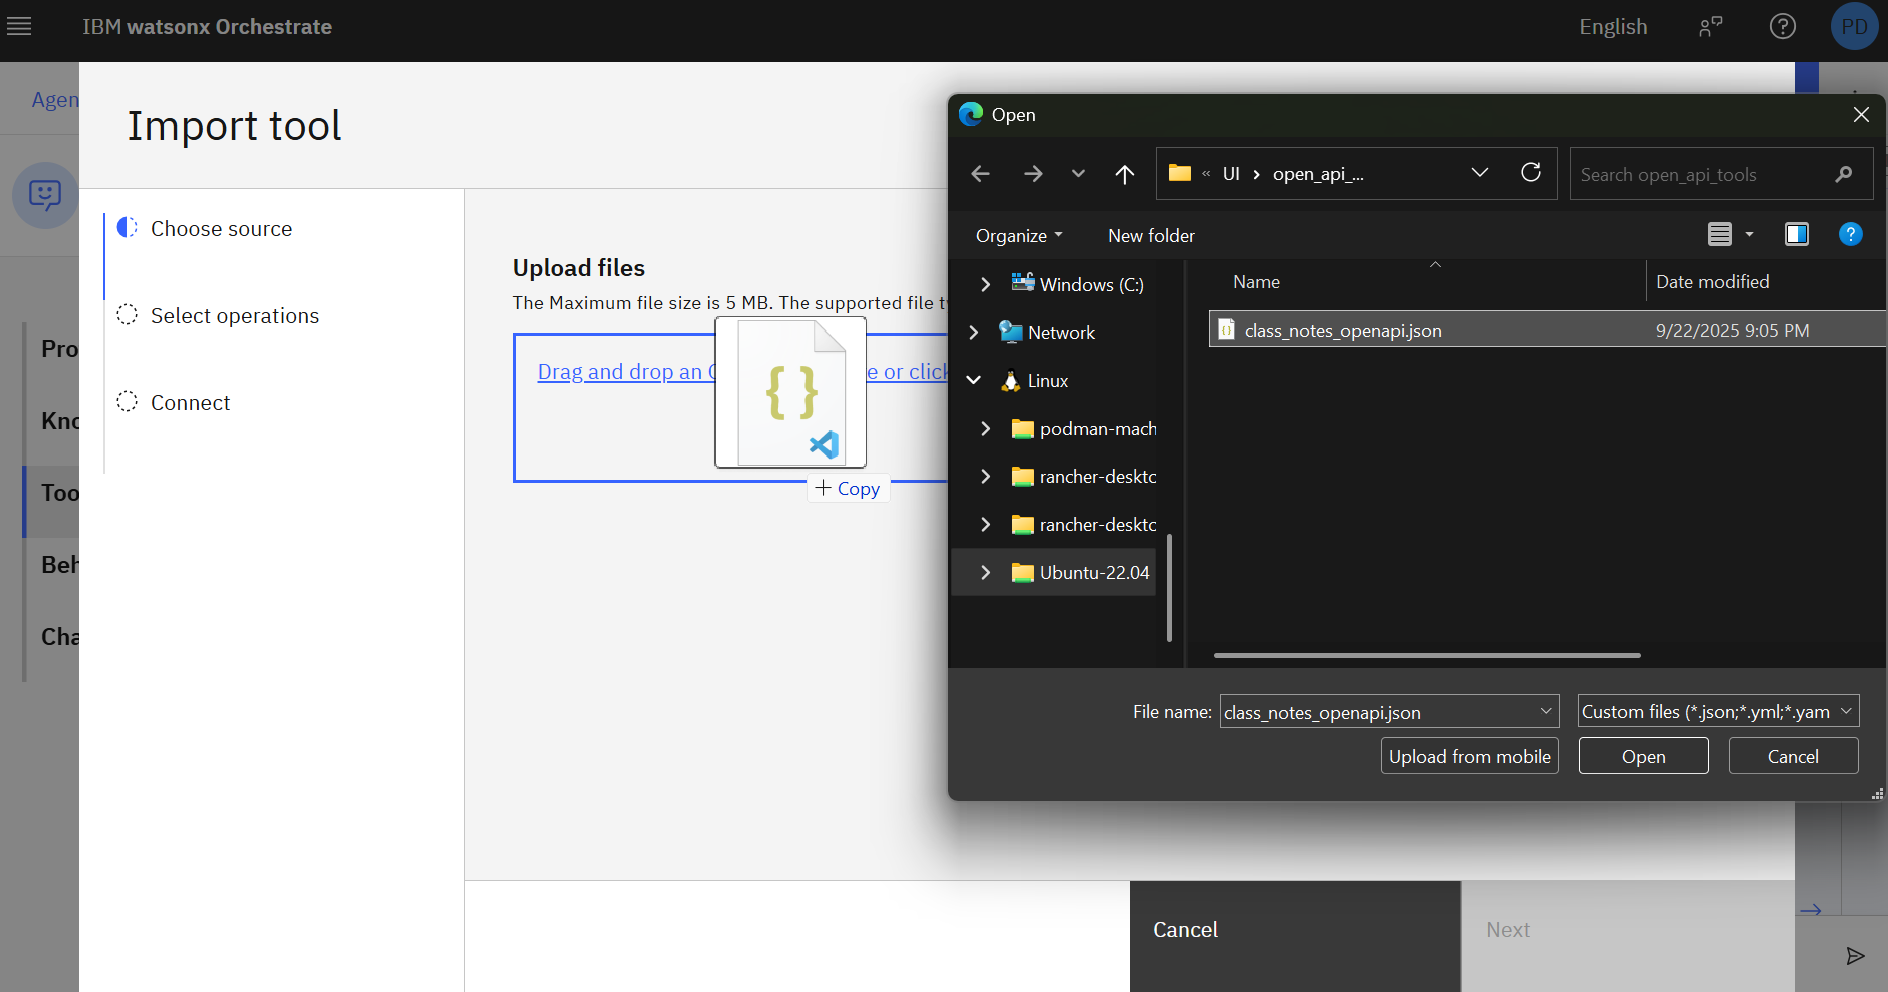 IBM watsonx Orchestrate
English
PD
Agen
Import tool
Choose source
Select operations
Connect
Pro
Kno
Too
Beh
Cha
Upload files
The Maximum file size is 5 MB. The supported file
Drag and drop an
e or click
+ Copy
Cancel
Next
Open
« UI > open_api_...
Search open_api_tools
Organize
New folder
?
Windows (C:)
Network
Linux
podman-mach
rancher-deskto
rancher-deskto
Ubuntu-22.04
Name
Date modified
{} class_notes_openapi.json
9/22/2025 9:05 PM
File name:
class_notes_openapi.json
Custom files (*.json;*.yml;*.yam
Upload from mobile
Open
Cancel